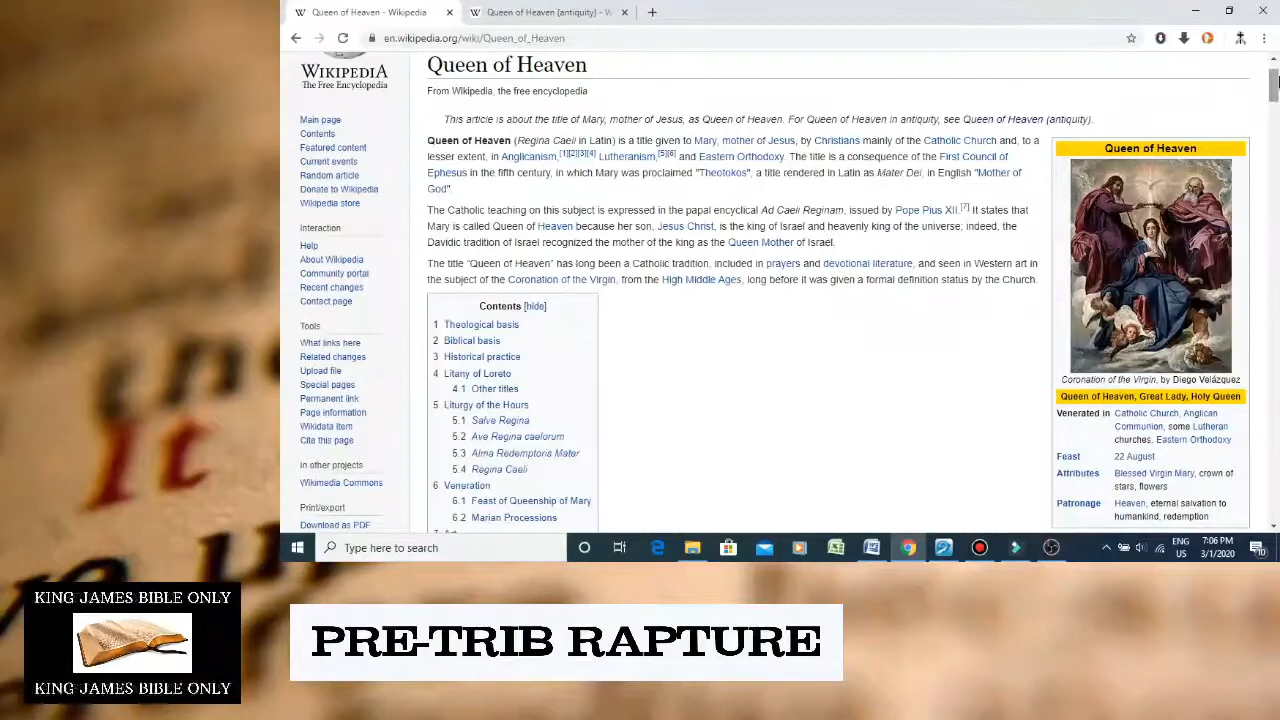 Queen of Heaven - Wikipedia
Queen of Heaven (antiquity) - W
en.wikipedia.org/wiki/Queen_of_Heaven
WIKIPEDIA
The Free Encyclopedia
Main page
Contents
Featured content
Current events
Random article
Donate to Wikipedia
Wikipedia store
Interaction
Help
About Wikipedia
Community portal
Recent changes
Contact page
Tools
What links here
Related changes
Upload file
Special pages
Permanent link
Page information
Wikidata item
Cite this page
In other projects
Wikimedia Commons
Print/export
Download as PDF
Queen of Heaven
From Wikipedia, the free encyclopedia
This article is about the title of Mary, mother of Jesus, as Queen of Heaven. For Queen of Heaven in antiquity, see Queen of Heaven (antiquity).
Queen of Heaven (Regina Caeli in Latin) is a title given to Mary, mother of Jesus, by Christians mainly of the Catholic Church and, to a
lesser extent, in Anglicanism,[1][2][3][4] Lutheranism,[5][6] and Eastern Orthodoxy. The title is a consequence of the First Council of
Ephesus in the fifth century, in which Mary was proclaimed "Theotokos", a title rendered in Latin as Mater Dei, in English "Mother of
God".
The Catholic teaching on this subject is expressed in the papal encyclical Ad Caeli Reginam, issued by Pope Pius XII.[7] It states that
Mary is called Queen of Heaven because her son, Jesus Christ, is the king of Israel and heavenly king of the universe; indeed, the
Davidic tradition of Israel recognized the mother of the king as the Queen Mother of Israel.
The title "Queen of Heaven" has long been a Catholic tradition, included in prayers and devotional literature, and seen in Western art in
the subject of the Coronation of the Virgin, from the High Middle Ages, long before it was given a formal definition status by the Church.
Contents [hide]
1 Theological basis
2 Biblical basis
3 Historical practice
4 Litany of Loreto
4.1 Other titles
5 Liturgy of the Hours
5.1 Salve Regina
5.2 Ave Regina caelorum
5.3 Alma Redemptoris Mater
5.4 Regina Caeli
6 Veneration
6.1 Feast of Queenship of Mary
6.2 Marian Processions
Queen of Heaven
Coronation of the Virgin, by Diego Velázquez
Queen of Heaven, Great Lady, Holy Queen
Venerated in Catholic Church, Anglican
Communion, some Lutheran
churches, Eastern Orthodoxy
Feast 22 August
Attributes Blessed Virgin Mary, crown of
stars, flowers
Patronage Heaven, eternal salvation to
humankind, redemption
Type here to search
ENG
US
7:06 PM
3/1/2020
10
It
KING JAMES BIBLE ONLY
KING JAMES BIBLE ONLY
PRE-TRIB RAPTURE